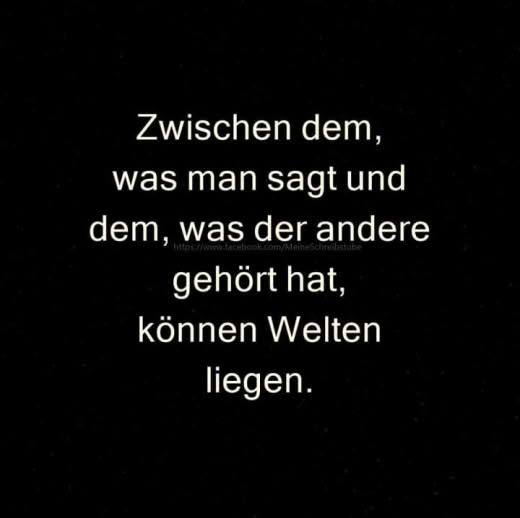 Zwischen dem,
was man sagt und
dem, was der andere
https://www.facebook.com/MeineSchreibstube
gehört hat,
können Welten
liegen.